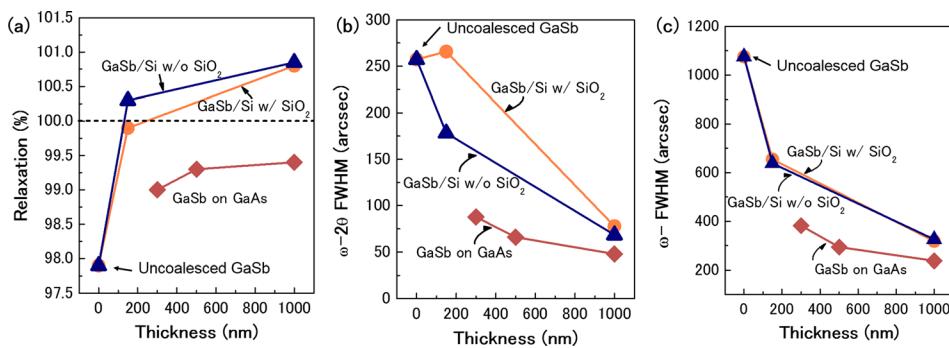 (a)
101.5
101.0
100.5
100.0
99.5
99.0
98.5
98.0
97.5
Relaxation (%)
GaSb/Si w/o SiO2
GaSb/Si w/ SiO2
GaSb on GaAs
Uncoalesced GaSb
0 200 400 600 800 1000
Thickness (nm)
(b)
300
250
200
150
100
50
0
ω-2θ FWHM (arcsec)
Uncoalesced GaSb
GaSb/Si w/ SiO2
GaSb/Si w/o SiO2
GaSb on GaAs
0 200 400 600 800 1000
Thickness (nm)
(c)
1200
1000
800
600
400
200
ω- FWHM (arcsec)
Uncoalesced GaSb
GaSb/Si w/ SiO2
GaSb/Si w/o SiO2
GaSb on GaAs
0 200 400 600 800 1000
Thickness (nm)